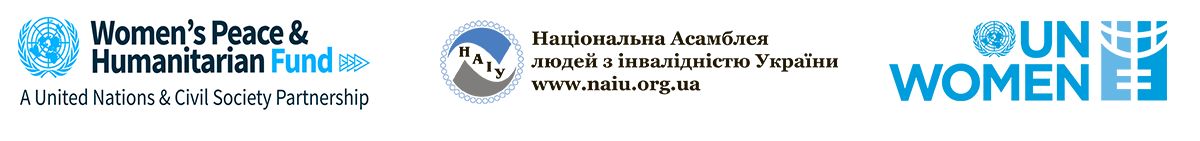 Women's Peace &
Humanitarian Fund
A United Nations & Civil Society Partnership
НАІУ
Національна Асамблея
людей з інвалідністю України
www.naiu.org.ua
UN
WOMEN